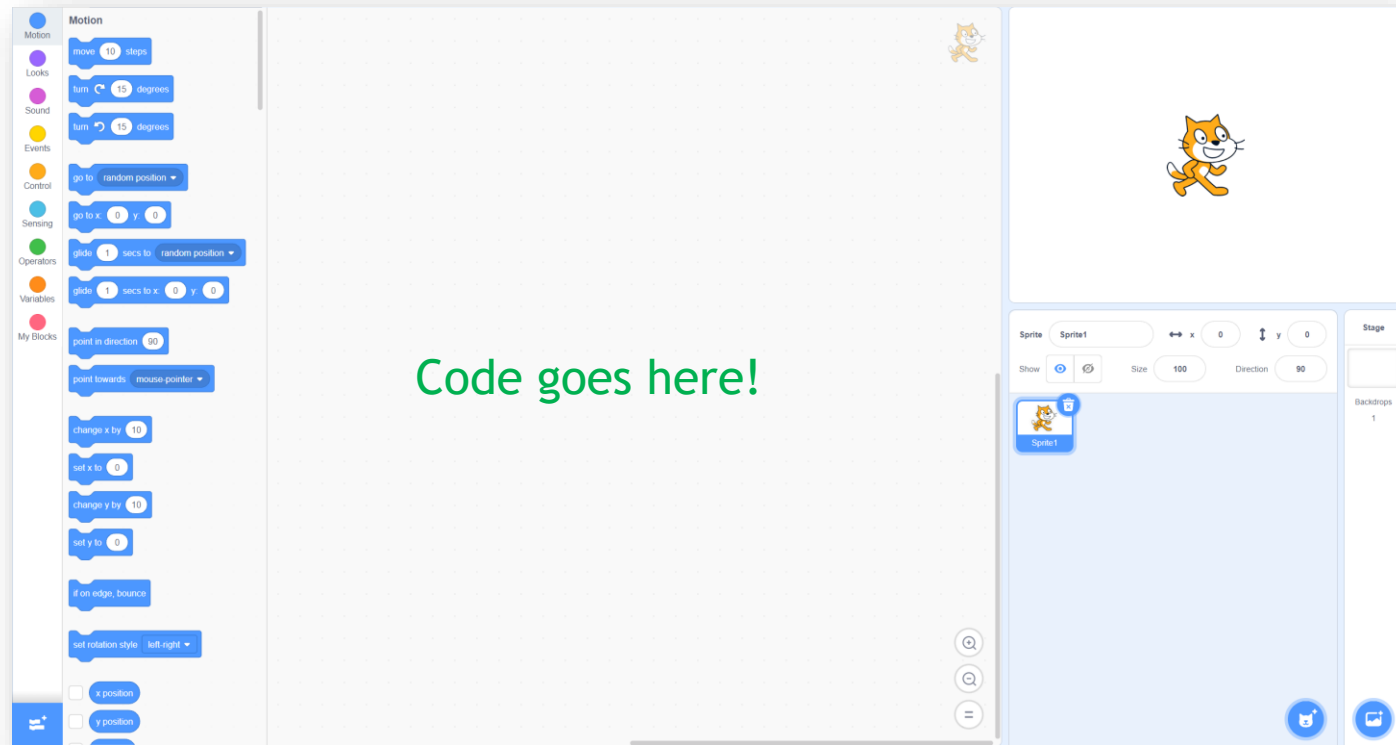 Motion
Looks
Sound
Events
Control
Sensing
Operators
Variables
My Blocks
Motion
move 10 steps
turn 15 degrees
turn 15 degrees
go to random position
go to x: 0 y: 0
glide 1 secs to random position
glide 1 secs to x: 0 y: 0
point in direction 90
point towards mouse-pointer
change x by 10
set x to 0
change y by 10
set y to 0
if on edge, bounce
set rotation style left-right
x position
y position
Code goes here!
Sprite Sprite1 x 0 y 0
Show Size 100 Direction 90
Sprite1
Stage
Backdrops
1